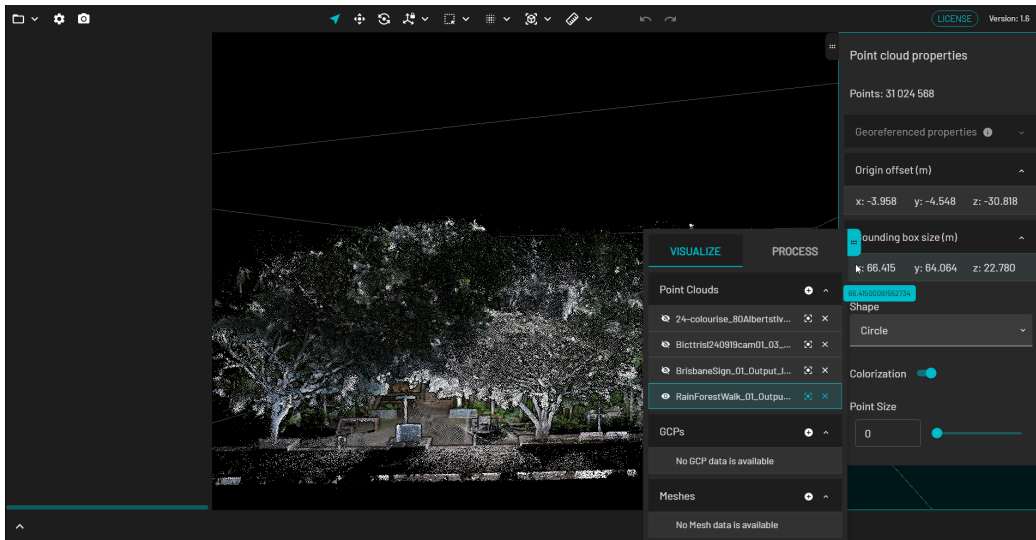 LICENSE
Version: 1.6
Point cloud properties
Points: 31 024 568
Georeferenced properties
Origin offset (m)
x: -3.958 y: -4.548 z: -30.818
ounding box size (m)
: 66.415 y: 64.064 z: 22.780
66.41500091552734
Shape
Circle
Colorization
Point Size
0
VISUALIZE PROCESS
Point Clouds
24-colourise_80Albertstlv...
Bicttrisl240919cam01_03_...
BrisbaneSign_01_Output_l...
RainForestWalk_01_Outpu...
GCPs
No GCP data is available
Meshes
No Mesh data is available